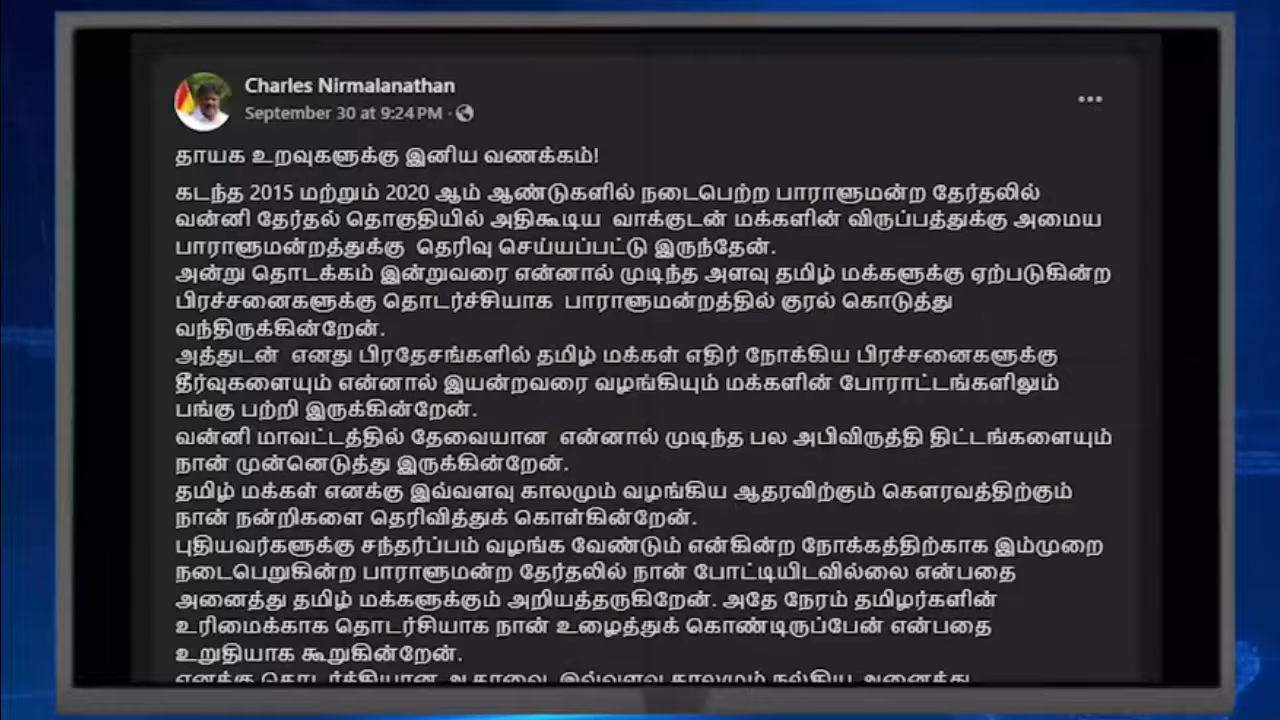 Charles Nirmalanathan
September 30 at 9:24 PM ·
தாயக உறவுகளுக்கு இனிய வணக்கம்!
கடந்த 2015 மற்றும் 2020 ஆம் ஆண்டுகளில் நடைபெற்ற பாராளுமன்ற தேர்தலில்
வன்னி தேர்தல் தொகுதியில் அதிகூடிய வாக்குடன் மக்களின் விருப்பத்துக்கு அமைய
பாராளுமன்றத்துக்கு தெரிவு செய்யப்பட்டு இருந்தேன்.
அன்று தொடக்கம் இன்றுவரை என்னால் முடிந்த அளவு தமிழ் மக்களுக்கு ஏற்படுகின்ற
பிரச்சனைகளுக்கு தொடர்ச்சியாக பாராளுமன்றத்தில் குரல் கொடுத்து
வந்திருக்கின்றேன்.
அத்துடன் எனது பிரதேசங்களில் தமிழ் மக்கள் எதிர் நோக்கிய பிரச்சனைகளுக்கு
தீர்வுகளையும் என்னால் இயன்றவரை வழங்கியும் மக்களின் போராட்டங்களிலும்
பங்கு பற்றி இருக்கின்றேன்.
வன்னி மாவட்டத்தில் தேவையான என்னால் முடிந்த பல அபிவிருத்தி திட்டங்களையும்
நான் முன்னெடுத்து இருக்கின்றேன்.
தமிழ் மக்கள் எனக்கு இவ்வளவு காலமும் வழங்கிய ஆதரவிற்கும் கௌரவத்திற்கும்
நான் நன்றிகளை தெரிவித்துக் கொள்கின்றேன்.
புதியவர்களுக்கு சந்தர்ப்பம் வழங்க வேண்டும் என்கின்ற நோக்கத்திற்காக இம்முறை
நடைபெறுகின்ற பாராளுமன்ற தேர்தலில் நான் போட்டியிடவில்லை என்பதை
அனைத்து தமிழ் மக்களுக்கும் அறியத்தருகிறேன். அதே நேரம் தமிழர்களின்
உரிமைக்காக தொடர்சியாக நான் உழைத்துக் கொண்டிருப்பேன் என்பதை
உறுதியாக கூறுகின்றேன்.
எனக்கு இவ்வளவு காலமும் நல்கிய அனைத்து